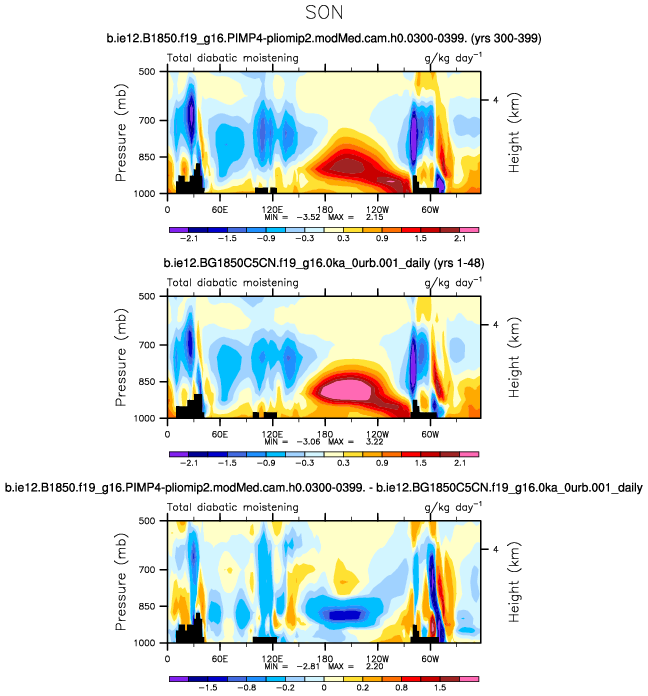 SON
b.ie12.B1850.f19_g16.PIMP4-pliomip2.modMed.cam.h0.0300-0399. (yrs 300-399)
Total diabatic moistening g/kg day⁻¹
500
700
850
1000
Pressure (mb)
4
Height (km)
0 60E 120E 180 120W 60W
MIN = -3.52 MAX = 2.15
-2.1 -1.5 -0.9 -0.3 0.3 0.9 1.5 2.1
b.ie12.BG1850C5CN.f19_g16.0ka_0urb.001_daily (yrs 1-48)
Total diabatic moistening g/kg day⁻¹
500
700
850
1000
Pressure (mb)
4
Height (km)
0 60E 120E 180 120W 60W
MIN = -3.06 MAX = 3.22
-2.1 -1.5 -0.9 -0.3 0.3 0.9 1.5 2.1
b.ie12.B1850.f19_g16.PIMP4-pliomip2.modMed.cam.h0.0300-0399. - b.ie12.BG1850C5CN.f19_g16.0ka_0urb.001_daily
Total diabatic moistening g/kg day⁻¹
500
700
850
1000
Pressure (mb)
4
Height (km)
0 60E 120E 180 120W 60W
MIN = -2.81 MAX = 2.20
-1.5 -0.8 -0.2 0 0.2 0.8 1.5